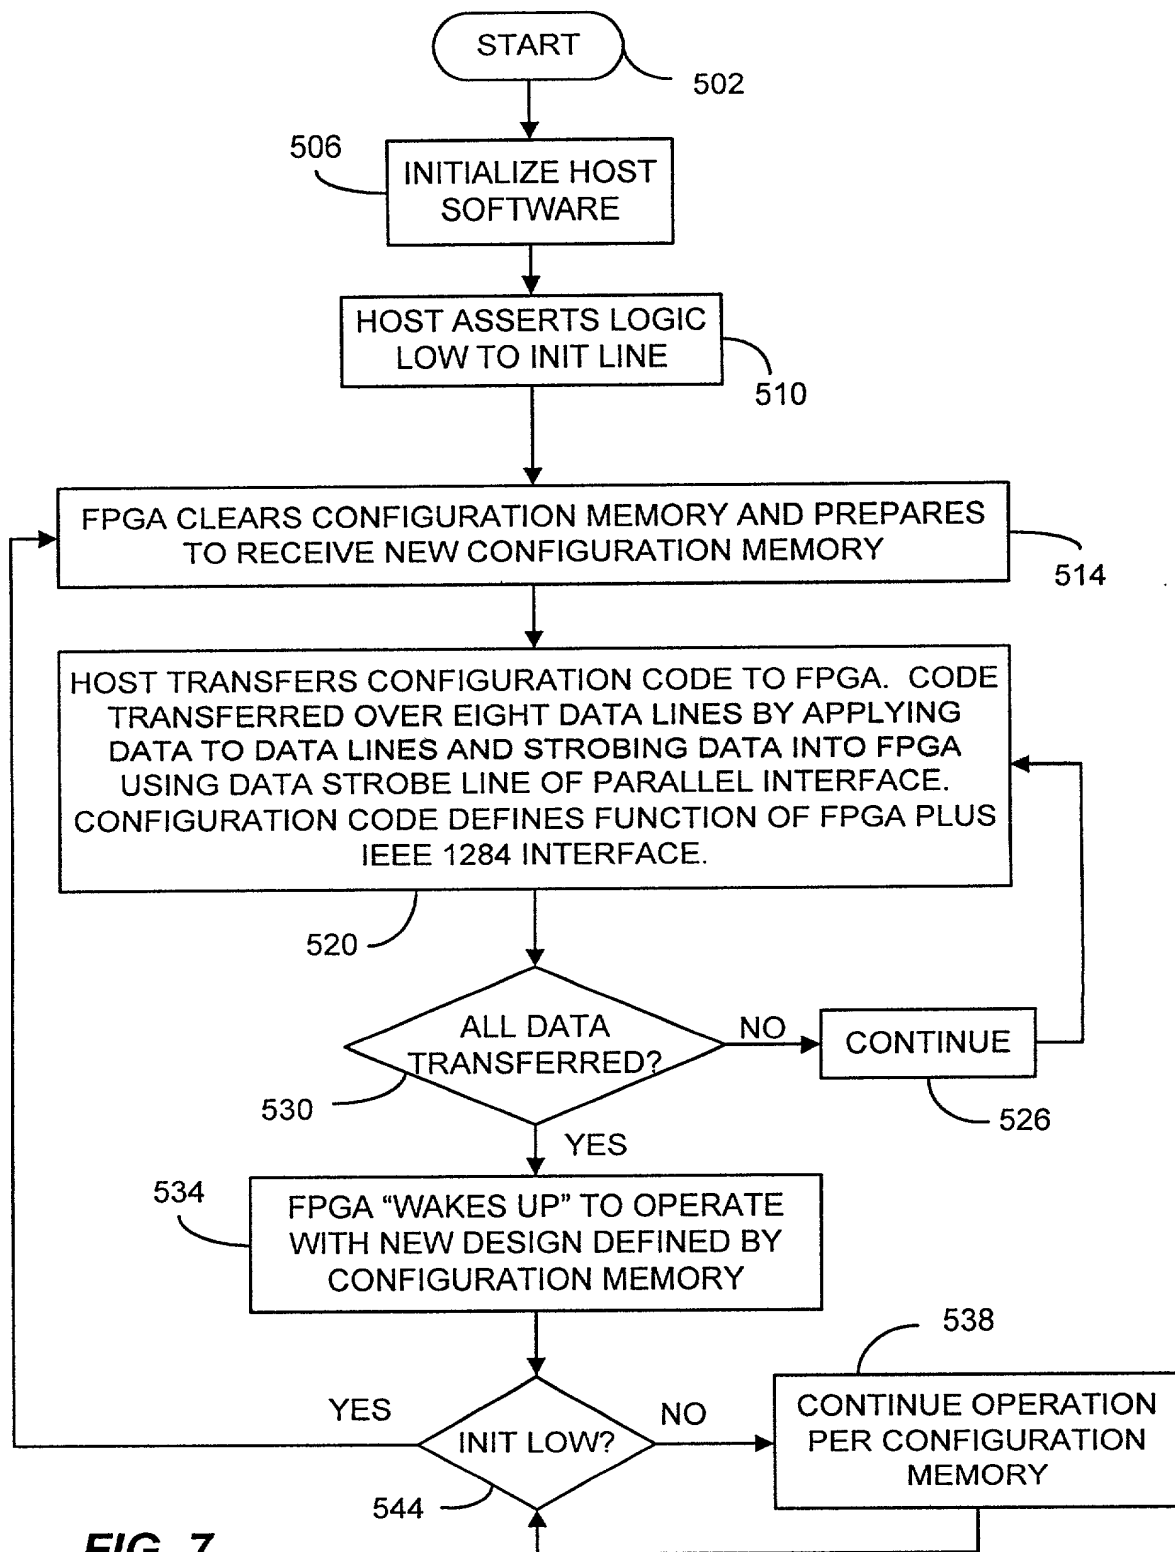 START
502
506
INITIALIZE HOST
SOFTWARE
HOST ASSERTS LOGIC
LOW TO INIT LINE
510
FPGA CLEARS CONFIGURATION MEMORY AND PREPARES
TO RECEIVE NEW CONFIGURATION MEMORY
514
HOST TRANSFERS CONFIGURATION CODE TO FPGA. CODE
TRANSFERRED OVER EIGHT DATA LINES BY APPLYING
DATA TO DATA LINES AND STROBING DATA INTO FPGA
USING DATA STROBE LINE OF PARALLEL INTERFACE.
CONFIGURATION CODE DEFINES FUNCTION OF FPGA PLUS
IEEE 1284 INTERFACE.
520
ALL DATA
TRANSFERRED?
NO
CONTINUE
530
526
YES
534
FPGA “WAKES UP” TO OPERATE
WITH NEW DESIGN DEFINED BY
CONFIGURATION MEMORY
538
YES
INIT LOW?
NO
CONTINUE OPERATION
PER CONFIGURATION
MEMORY
544
FIG. 7